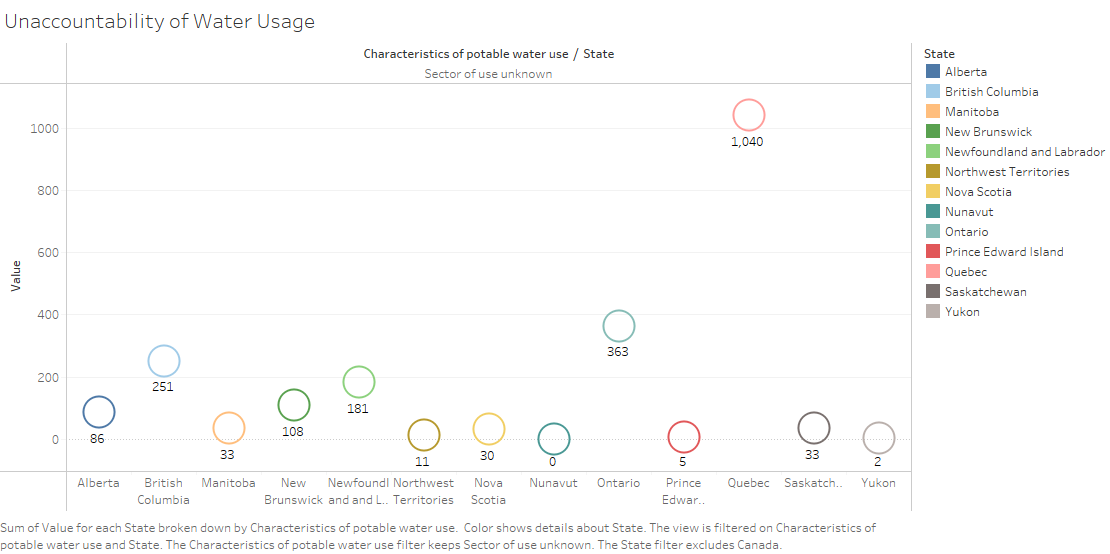 Unaccountability of Water Usage
Characteristics of potable water use / State
Sector of use unknown
Value
1000
800
600
400
200
0
86
251
33
108
181
11
30
0
363
5
1,040
33
2
Alberta
British
Columbia
Manitoba
New
Brunswick
Newfoundl
and and L..
Northwest
Territories
Nova
Scotia
Nunavut
Ontario
Prince
Edwar..
Quebec
Saskatch..
Yukon
State
Alberta
British Columbia
Manitoba
New Brunswick
Newfoundland and Labrador
Northwest Territories
Nova Scotia
Nunavut
Ontario
Prince Edward Island
Quebec
Saskatchewan
Yukon
Sum of Value for each State broken down by Characteristics of potable water use.  Color shows details about State. The view is filtered on Characteristics of
potable water use and State. The Characteristics of potable water use filter keeps Sector of use unknown. The State filter excludes Canada.